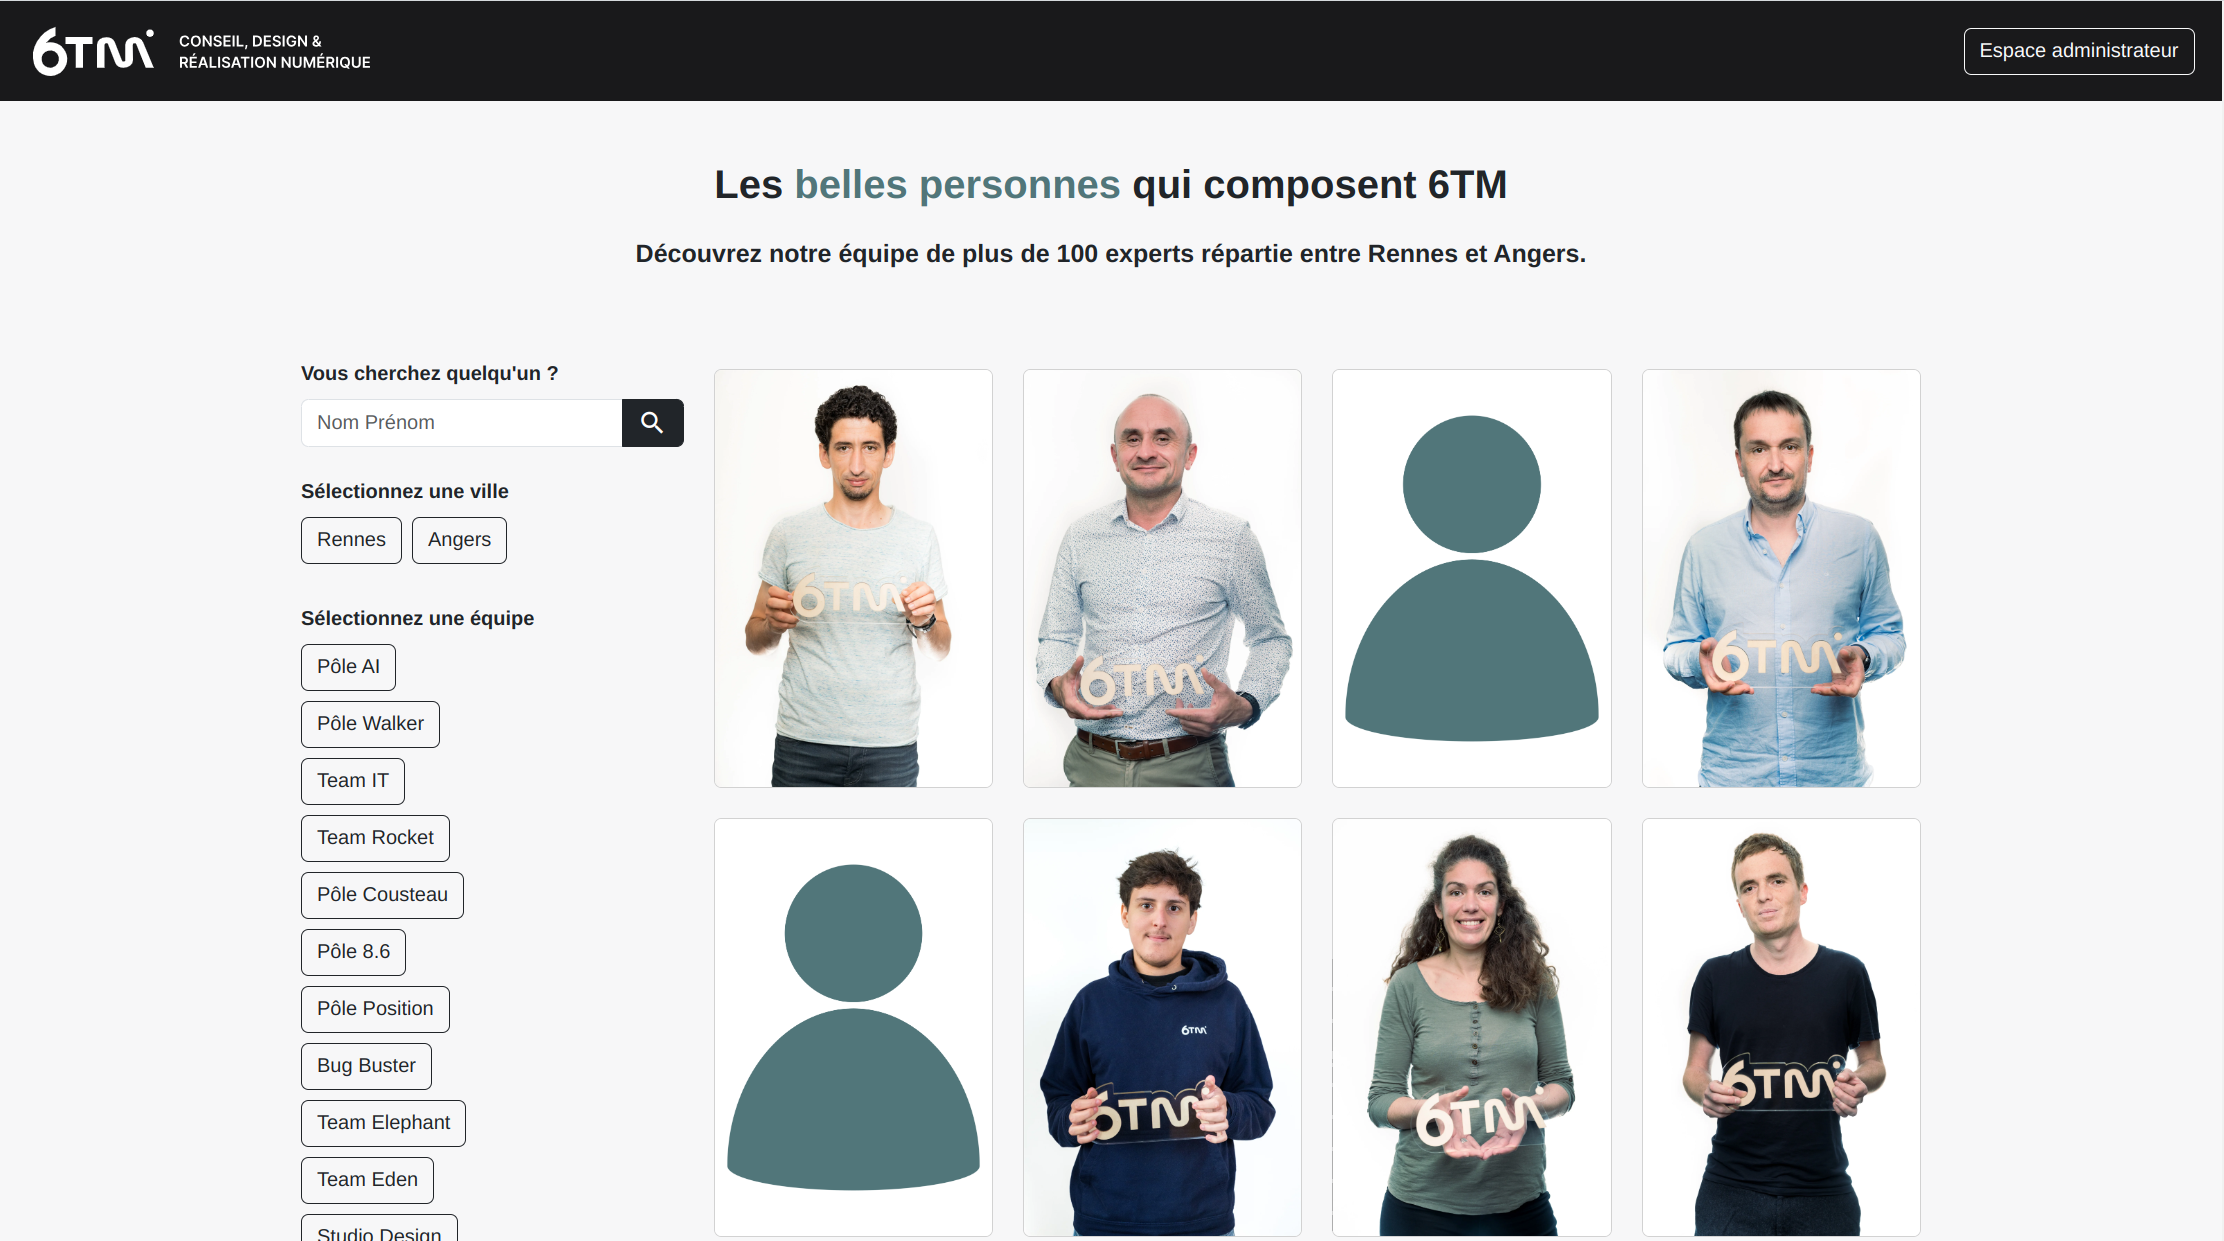 6TM
CONSEIL, DESIGN &
RÉALISATION NUMÉRIQUE
Espace administrateur
Les belles personnes qui composent 6TM
Découvrez notre équipe de plus de 100 experts répartie entre Rennes et Angers.
Vous cherchez quelqu'un ?
Nom Prénom
Sélectionnez une ville
Rennes
Angers
Sélectionnez une équipe
Pôle AI
Pôle Walker
Team IT
Team Rocket
Pôle Cousteau
Pôle 8.6
Pôle Position
Bug Buster
Team Elephant
Team Eden
Studio Design
6TM
6TM
6TM
6TM
6TM
6TM
6TM